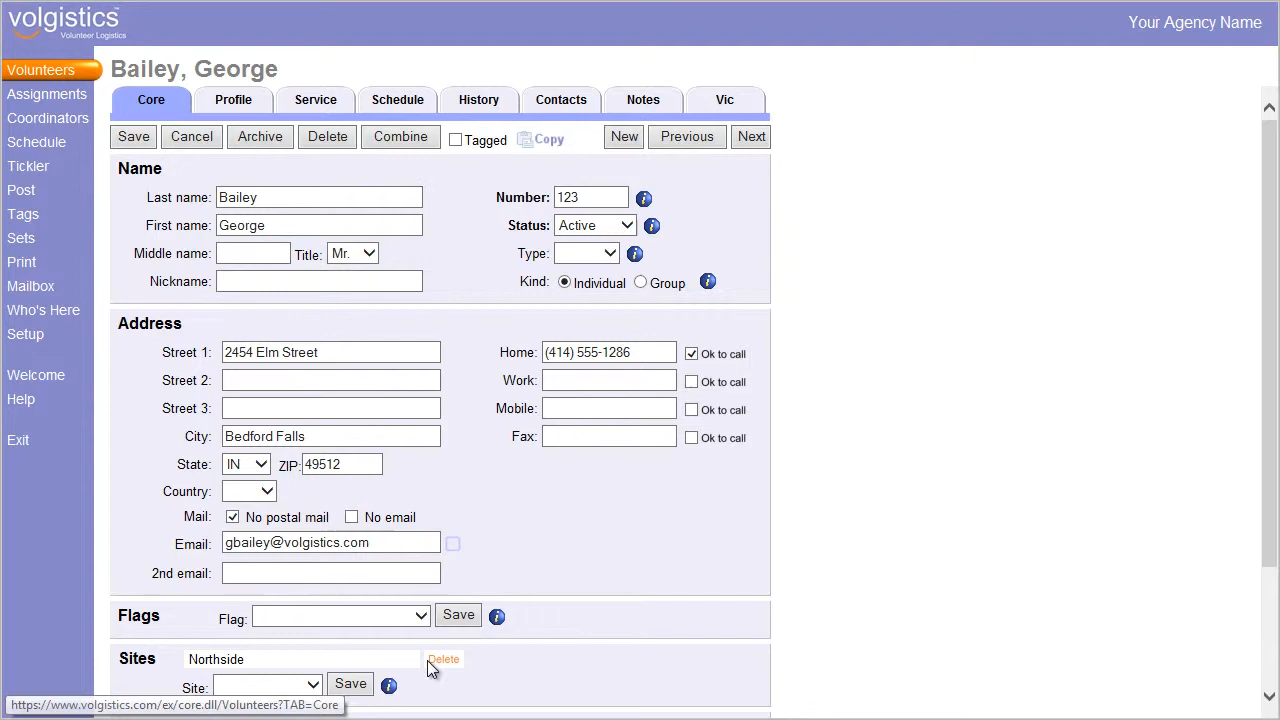 volgistics
Volunteer Logistics
Your Agency Name
Volunteers
Assignments
Coordinators
Schedule
Tickler
Post
Tags
Sets
Print
Mailbox
Who's Here
Setup
Welcome
Help
Exit
Bailey, George
Core Profile Service Schedule History Contacts Notes Vic
Save Cancel Archive Delete Combine Tagged Copy New Previous Next
Name
Last name: Bailey Number: 123
First name: George Status: Active
Middle name: Title: Mr. Type:
Nickname: Kind: Individual Group
Address
Street 1: 2454 Elm Street Home: (414) 555-1286 Ok to call
Street 2: Work: Ok to call
Street 3: Mobile: Ok to call
City: Bedford Falls Fax: Ok to call
State: IN ZIP: 49512
Country:
Mail: No postal mail No email
Email: gbailey@volgistics.com
2nd email:
Flags Flag: Save
Sites Northside Delete
Site: Save
https://www.volgistics.com/ex/core.dll/Volunteers?TAB=Core